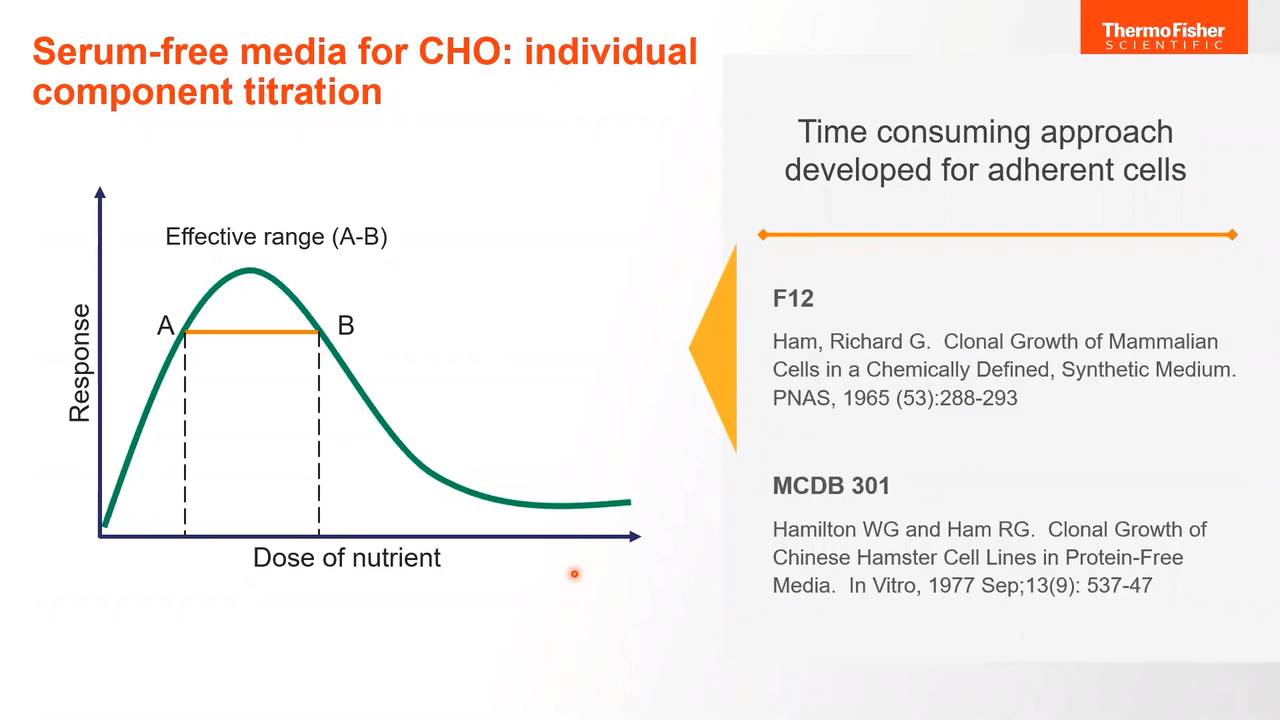 Serum-free media for CHO: individual
component titration
ThermoFisher
SCIENTIFIC
Effective range (A-B)
A
B
Response
Dose of nutrient
Time consuming approach
developed for adherent cells
F12
Ham, Richard G.  Clonal Growth of Mammalian
Cells in a Chemically Defined, Synthetic Medium.
PNAS, 1965 (53):288-293
MCDB 301
Hamilton WG and Ham RG.  Clonal Growth of
Chinese Hamster Cell Lines in Protein-Free
Media.  In Vitro, 1977 Sep;13(9): 537-47